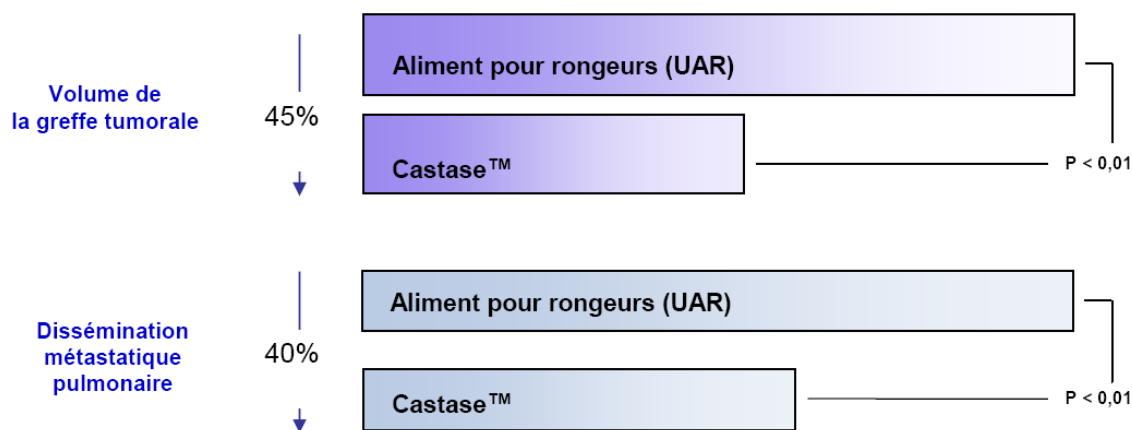 Aliment pour rongeurs (UAR)
Volume de
la greffe tumorale
45%
Castase™
P < 0,01
Aliment pour rongeurs (UAR)
Dissémination
métastatique
pulmonaire
40%
Castase™
P < 0,01